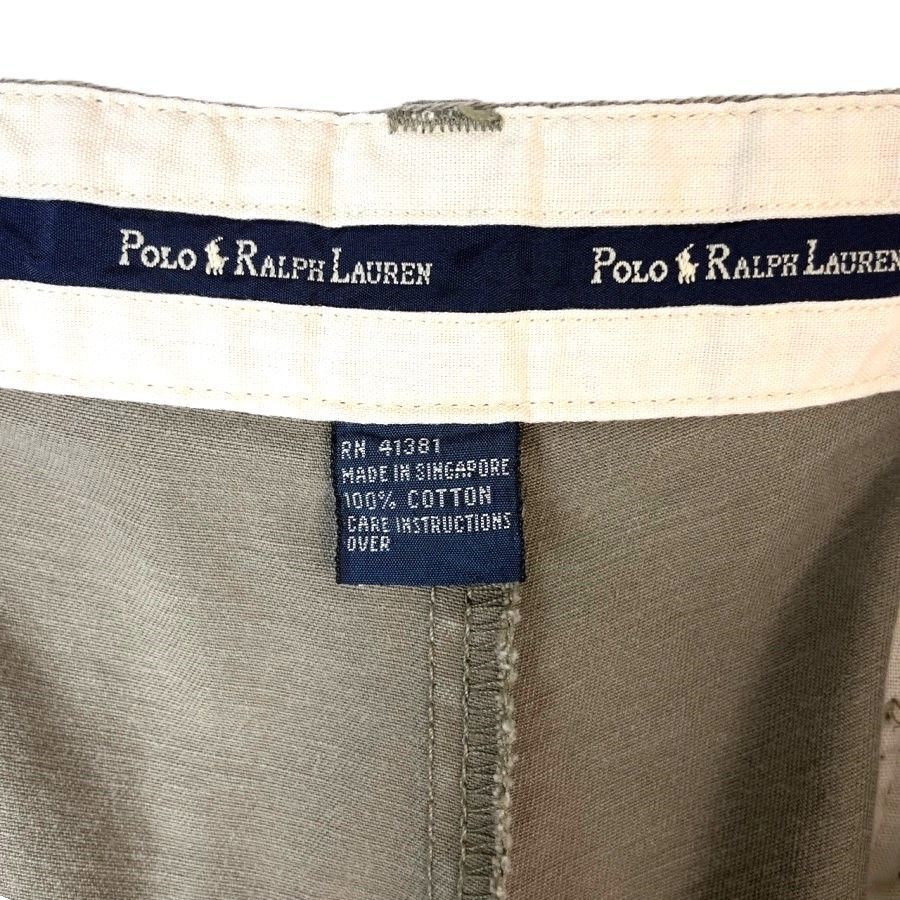 POLO RALPH LAUREN POLO RALPH LAUREN
RN 41381
MADE IN SINGAPORE
100% COTTON
CARE INSTRUCTIONS
OVER